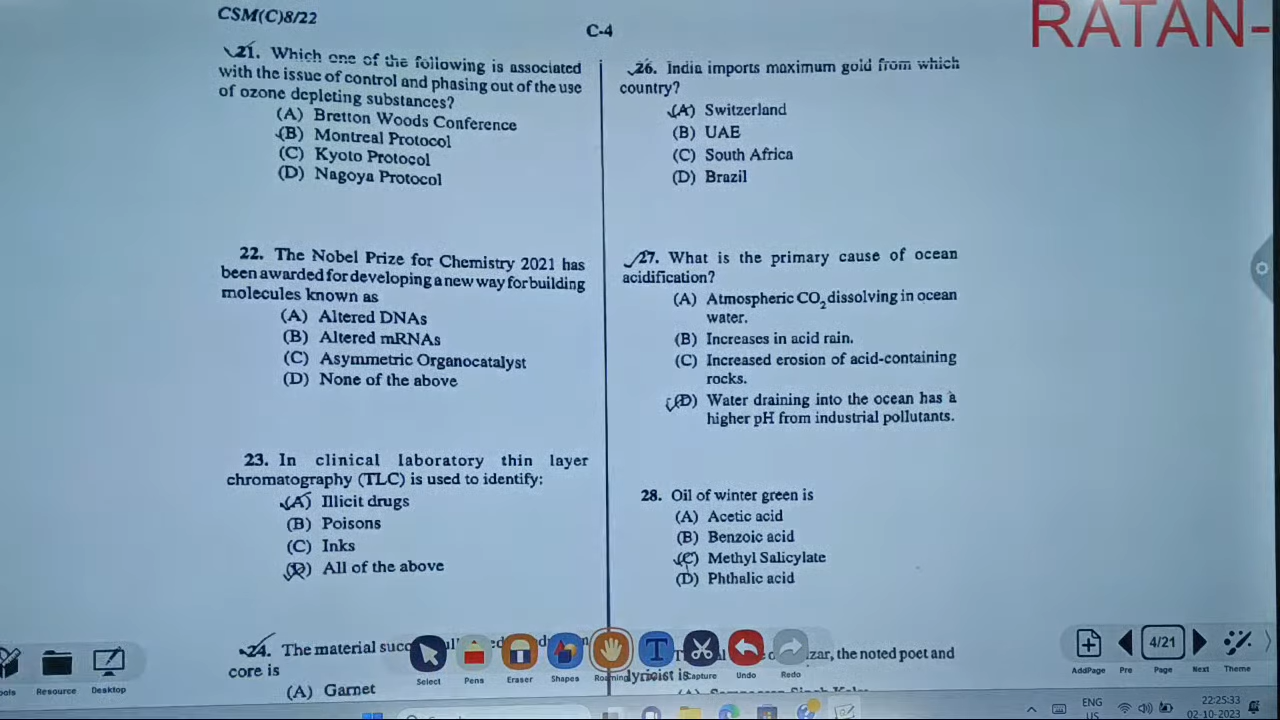 CSM(C)8/22
C-4
RATAN-
21. Which one of the following is associated
with the issue of control and phasing out of the use
of ozone depleting substances?
(A) Bretton Woods Conference
(B) Montreal Protocol
(C) Kyoto Protocol
(D) Nagoya Protocol
22. The Nobel Prize for Chemistry 2021 has
been awarded for developing a new way for building
molecules known as
(A) Altered DNAs
(B) Altered mRNAs
(C) Asymmetric Organocatalyst
(D) None of the above
23. In clinical laboratory thin layer
chromatography (TLC) is used to identify:
(A) Illicit drugs
(B) Poisons
(C) Inks
(D) All of the above
24. The material
core is
(A) Garnet
26. India imports maximum gold from which
country?
(A) Switzerland
(B) UAE
(C) South Africa
(D) Brazil
27. What is the primary cause of ocean
acidification?
(A) Atmospheric CO2 dissolving in ocean
water.
(B) Increases in acid rain.
(C) Increased erosion of acid-containing
rocks.
(D) Water draining into the ocean has a
higher pH from industrial pollutants.
28. Oil of winter green is
(A) Acetic acid
(B) Benzoic acid
(C) Methyl Salicylate
(D) Phthalic acid
the noted poet and
lyricist is
Resource Desktop
Select Pens Eraser Shapes Roaming Capture Undo Redo
4/21
AddPage Pre Page Next Theme
ENG 22:25:33
US 02-10-2023